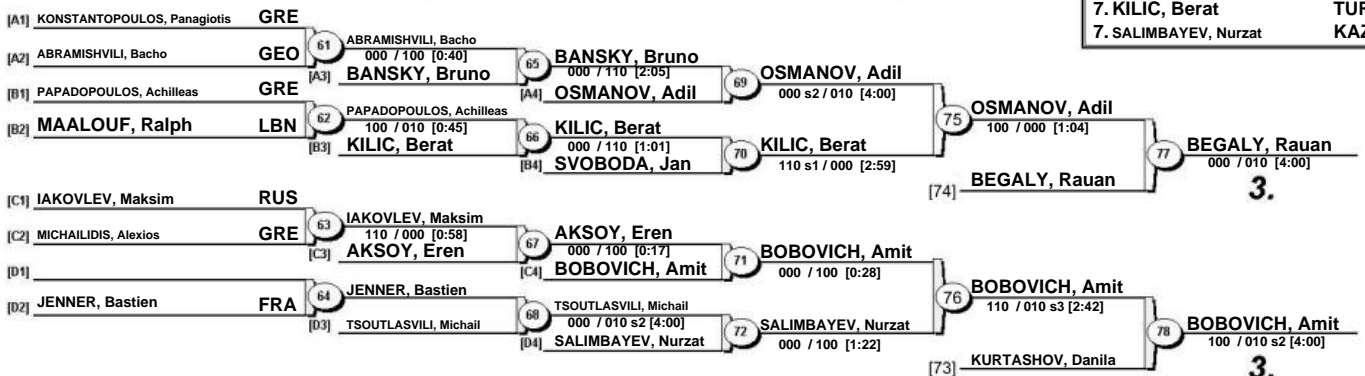 7. KILIC, Berat TUR
7. SALIMBAYEV, Nurzat KAZ
[A1] KONSTANTOPOULOS, Panagiotis GRE
61
ABRAMISHVILI, Bacho
000 / 100 [0:40]
[A2] ABRAMISHVILI, Bacho GEO
[A3] BANSKY, Bruno
65
BANSKY, Bruno
000 / 110 [2:05]
[A4] OSMANOV, Adil
69
OSMANOV, Adil
000 s2 / 010 [4:00]
[B1] PAPADOPOULOS, Achilleas GRE
62
PAPADOPOULOS, Achilleas
100 / 010 [0:45]
[B2] MAALOUF, Ralph LBN
[B3] KILIC, Berat
66
KILIC, Berat
000 / 110 [1:01]
[B4] SVOBODA, Jan
70
KILIC, Berat
110 s1 / 000 [2:59]
75
OSMANOV, Adil
100 / 000 [1:04]
[74] BEGALY, Rauan
77
BEGALY, Rauan
000 / 010 [4:00]
3.
[C1] IAKOVLEV, Maksim RUS
63
IAKOVLEV, Maksim
110 / 000 [0:58]
[C2] MICHAILIDIS, Alexios GRE
[C3] AKSOY, Eren
67
AKSOY, Eren
000 / 100 [0:17]
[C4] BOBOVICH, Amit
71
BOBOVICH, Amit
000 / 100 [0:28]
[D1]
64
JENNER, Bastien
[D2] JENNER, Bastien FRA
[D3] TSOUTLASVILI, Michail
68
TSOUTLASVILI, Michail
000 / 010 s2 [4:00]
[D4] SALIMBAYEV, Nurzat
72
SALIMBAYEV, Nurzat
000 / 100 [1:22]
76
BOBOVICH, Amit
110 / 010 s3 [2:42]
[73] KURTASHOV, Danila
78
BOBOVICH, Amit
100 / 010 s2 [4:00]
3.